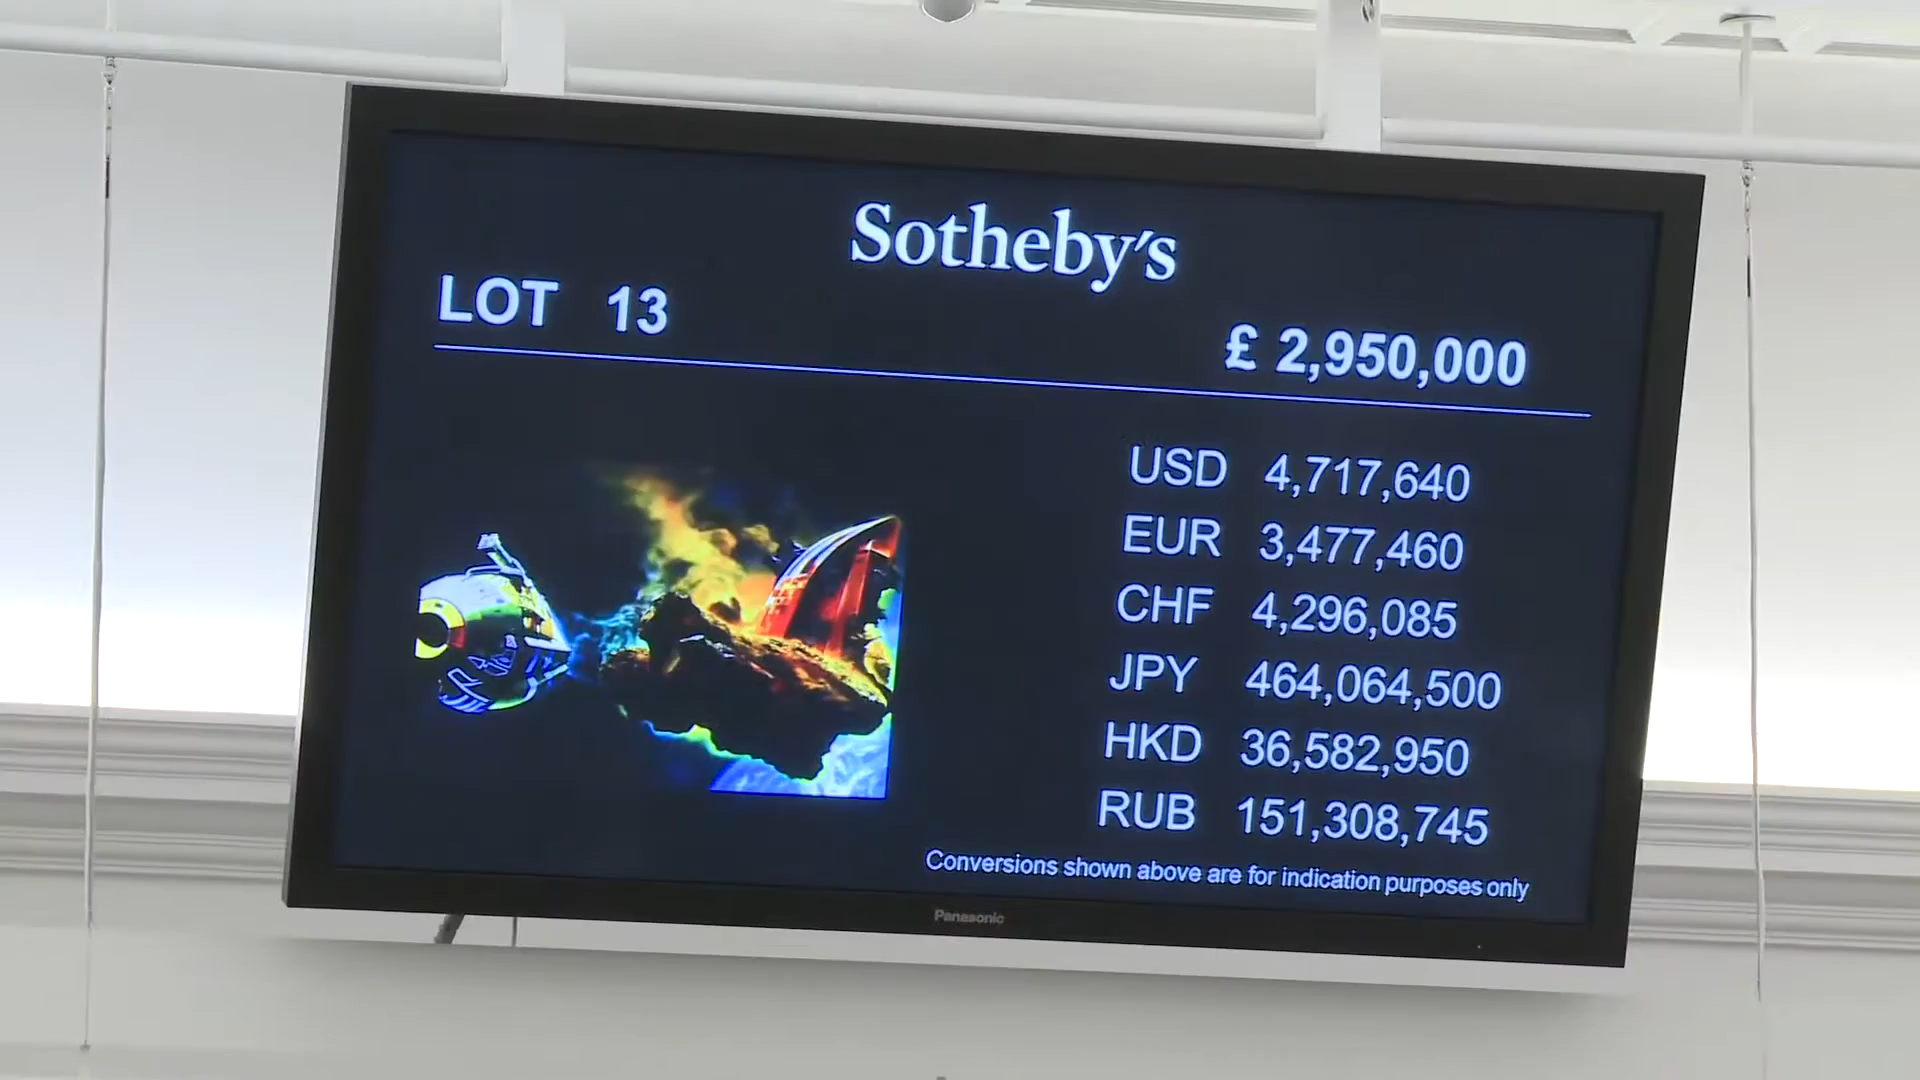 Sotheby's
LOT 13
£ 2,950,000
USD 4,717,640
EUR 3,477,460
CHF 4,296,085
JPY 464,064,500
HKD 36,582,950
RUB 151,308,745
Conversions shown above are for indication purposes only
Panasonic